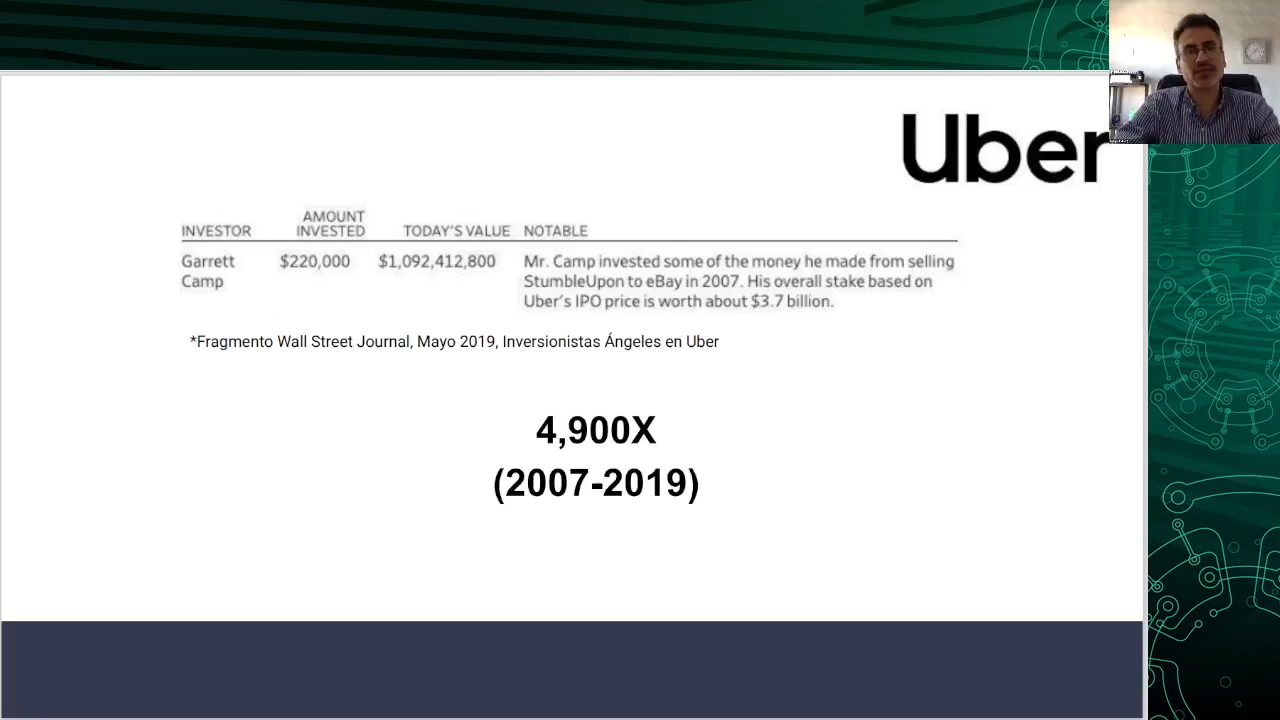 Uber
AMOUNT
INVESTOR INVESTED TODAY'S VALUE NOTABLE
Garrett $220,000 $1,092,412,800 Mr. Camp invested some of the money he made from selling
Camp StumbleUpon to eBay in 2007. His overall stake based on
Uber's IPO price is worth about $3.7 billion.
*Fragmento Wall Street Journal, Mayo 2019, Inversionistas Ángeles en Uber
4,900X
(2007-2019)